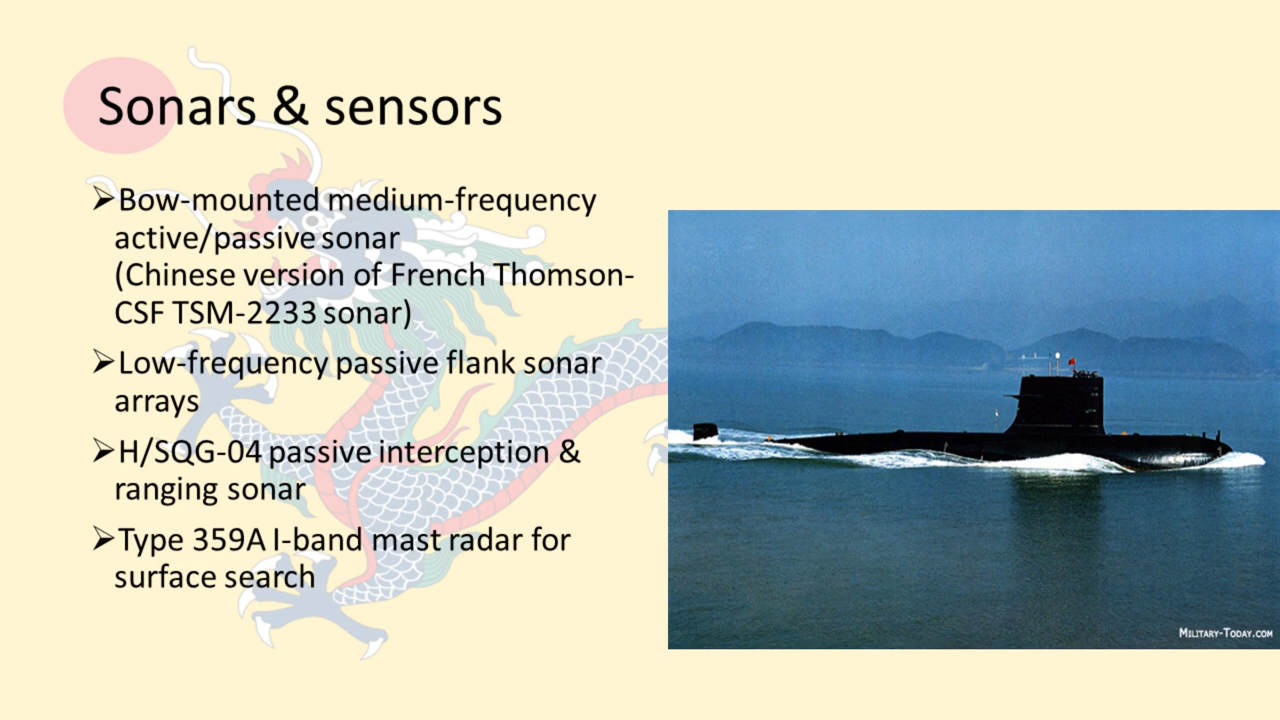 Sonars & sensors
➢Bow-mounted medium-frequency
active/passive sonar
(Chinese version of French Thomson-
CSF TSM-2233 sonar)
➢Low-frequency passive flank sonar
arrays
➢H/SQG-04 passive interception &
ranging sonar
➢Type 359A I-band mast radar for
surface search
Military-Today.com